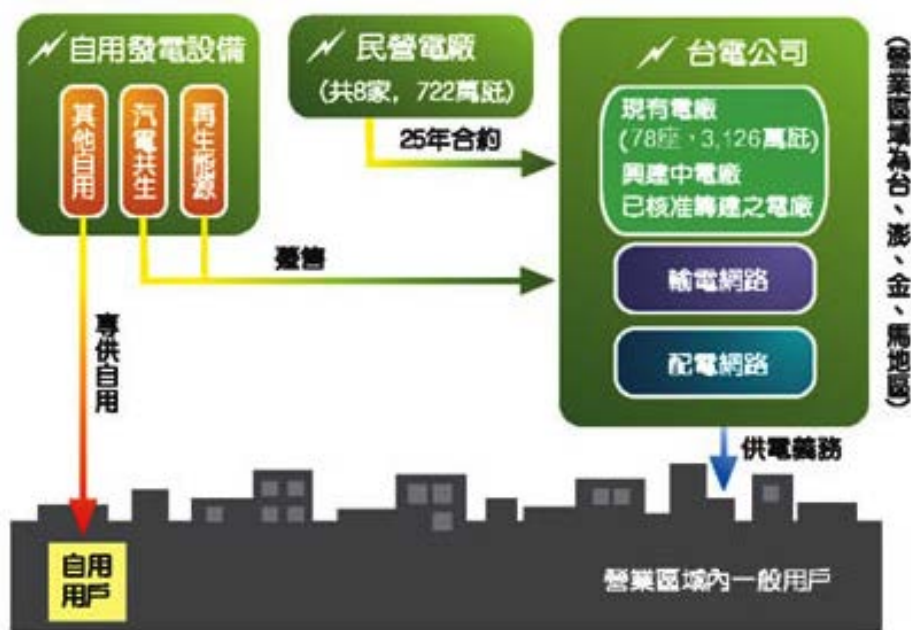 自用發電設備
其他自用
汽電共生
再生能源
民營電廠
(共8家，722萬瓩)
25年合約
躉售
專供自用
台電公司
現有電廠
(78座，3,126萬瓩)
興建中電廠
已核准籌建之電廠
輸電網路
配電網路
(營業區域為台、澎、金、馬地區)
供電義務
自用
用戶
營業區域內一般用戶